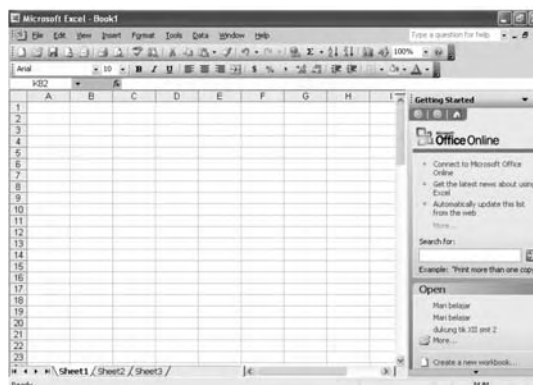 Microsoft Excel - Book1
File Edit View Insert Format Tools Data Window Help
Type a question for help
100%
Arial 10 B I U $ % A
K82 fx
A B C D E F G H I
1
2
3
4
5
6
7
8
9
10
11
12
13
14
15
16
17
18
19
20
21
22
23
Getting Started
Microsoft
Office Online
Connect to Microsoft Office
Online
Get the latest news about using
Excel
Automatically update this list
from the web
More...
Search for:
Example: "Print more than one copy
Open
Mari belajar
Mari belajar
dukung tik XII smt 2
More...
Create a new workbook...
Sheet1 / Sheet2 / Sheet3 /
Ready